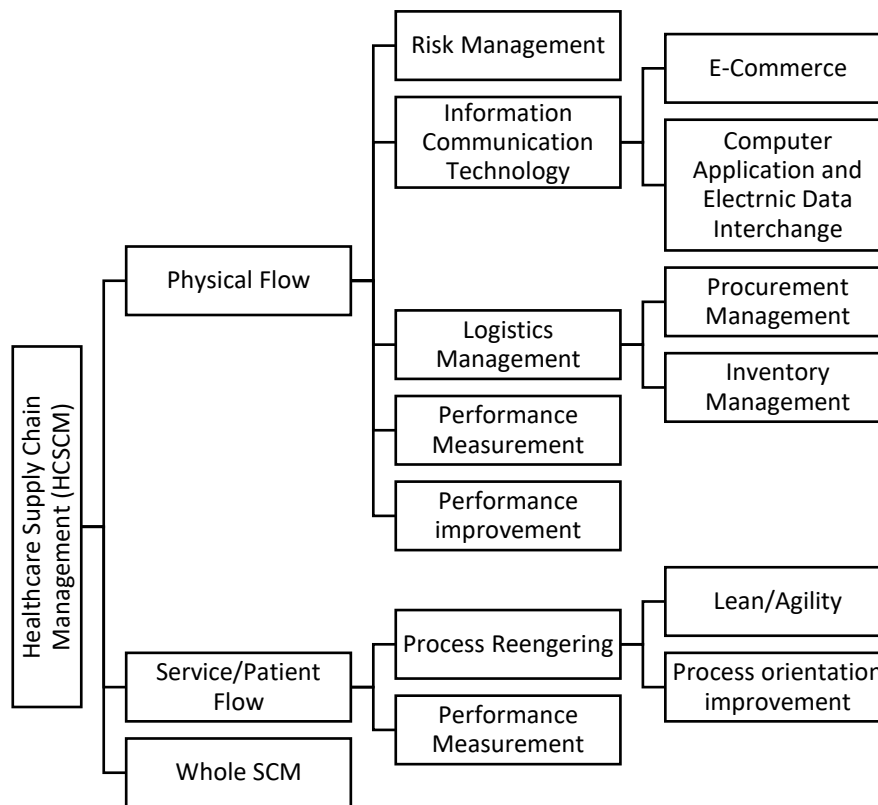 Healthcare Supply Chain
Management (HCSCM)
Physical Flow
Risk Management
Information
Communication
Technology
E-Commerce
Computer
Application and
Electrnic Data
Interchange
Logistics
Management
Procurement
Management
Inventory
Management
Performance
Measurement
Performance
improvement
Service/Patient
Flow
Process Reengering
Lean/Agility
Process orientation
improvement
Performance
Measurement
Whole SCM